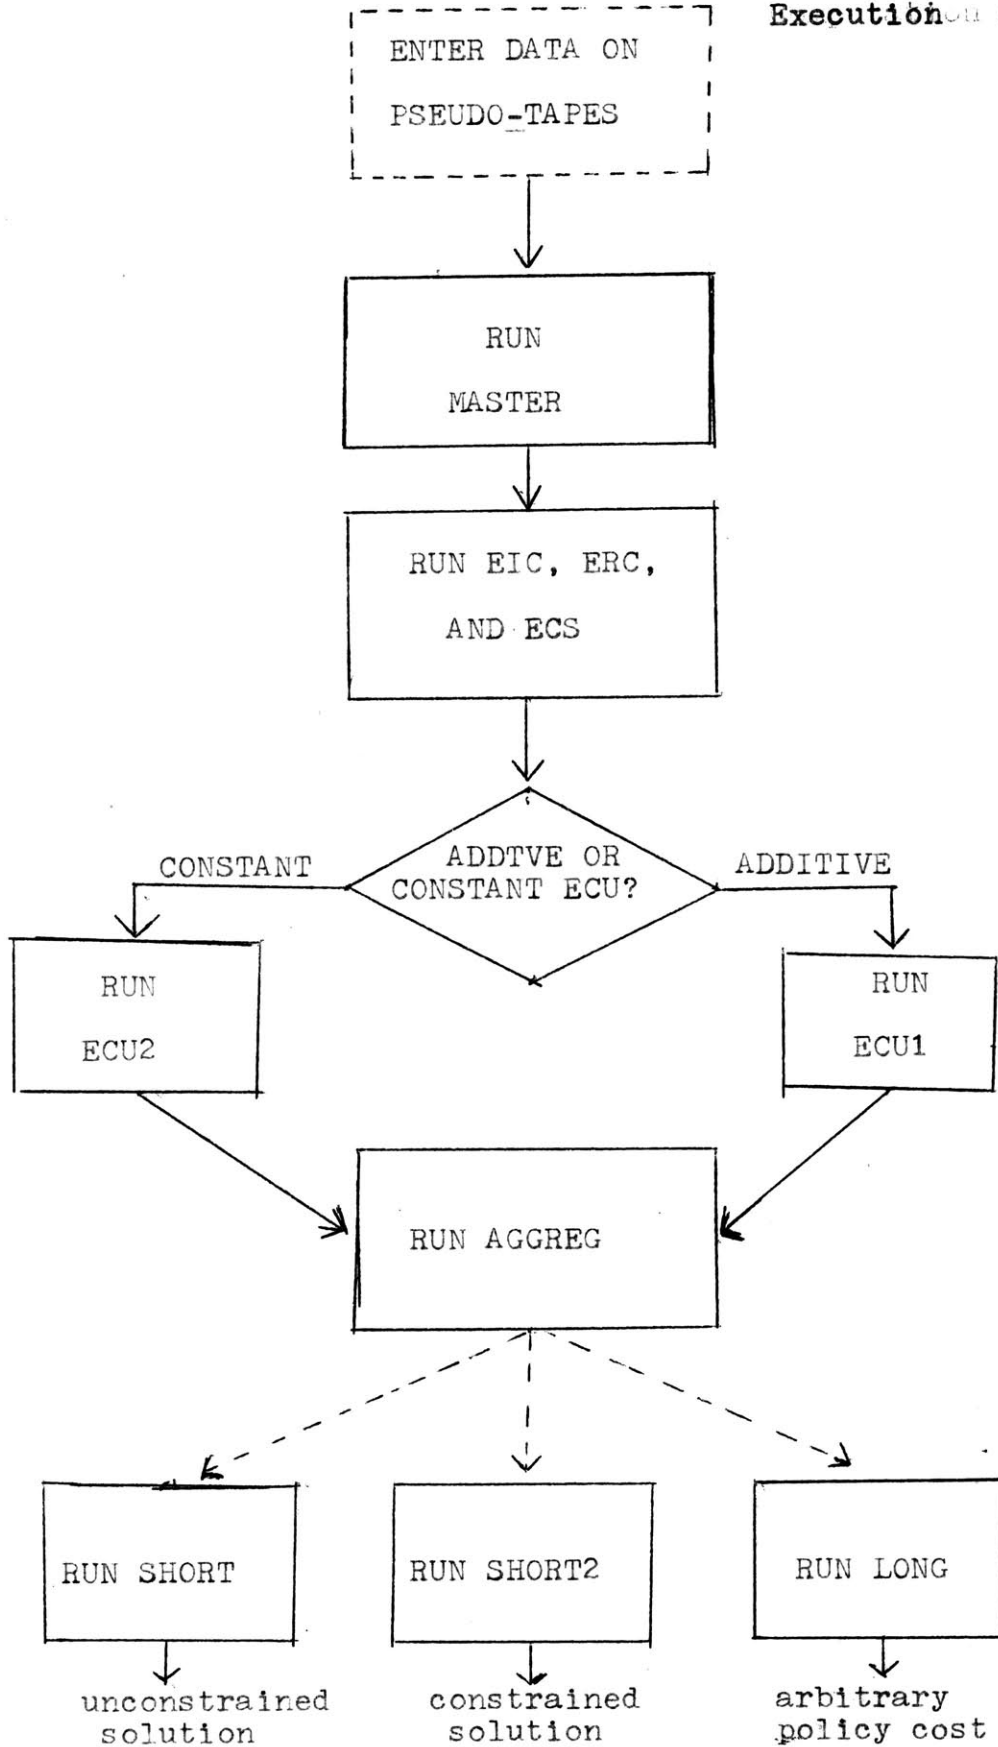 Execution
ENTER DATA ON
PSEUDO-TAPES
RUN
MASTER
RUN EIC, ERC,
AND ECS
CONSTANT
ADDTVE OR
CONSTANT ECU?
ADDITIVE
RUN
ECU2
RUN
ECU1
RUN AGGREG
RUN SHORT
RUN SHORT2
RUN LONG
unconstrained
solution
constrained
solution
arbitrary
policy cost